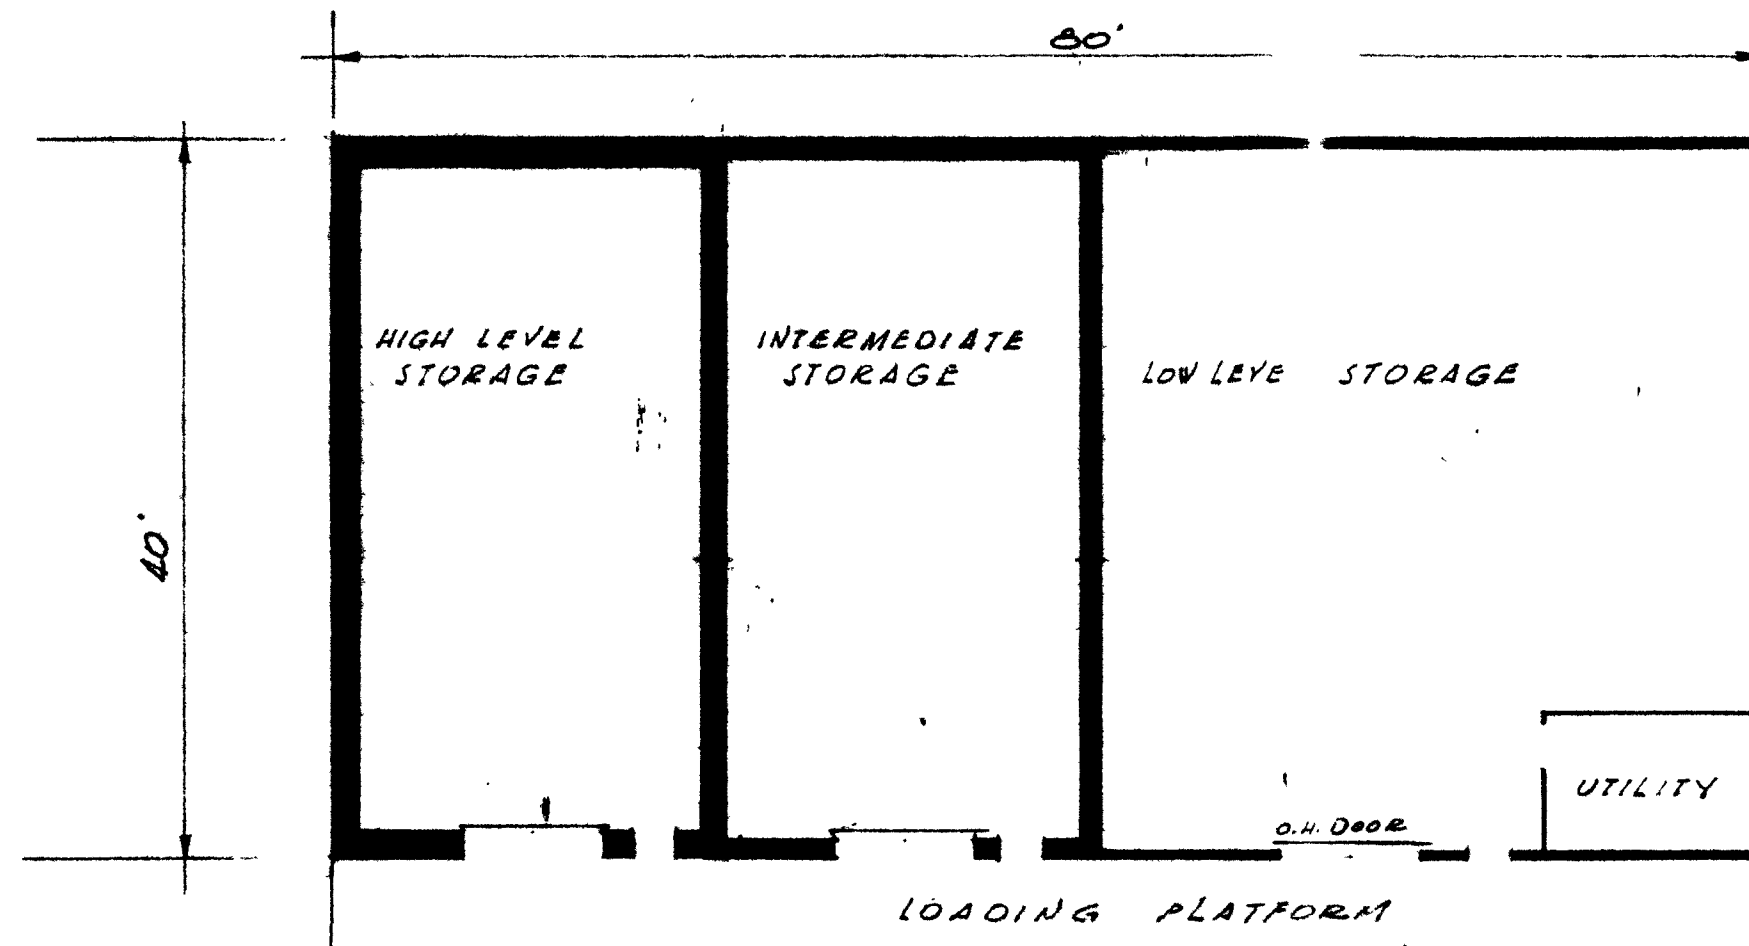 80'
HIGH LEVEL
STORAGE
INTERMEDIATE
STORAGE
LOW LEVE STORAGE
40'
UTILITY
O.H. DOOR
LOADING PLATFORM